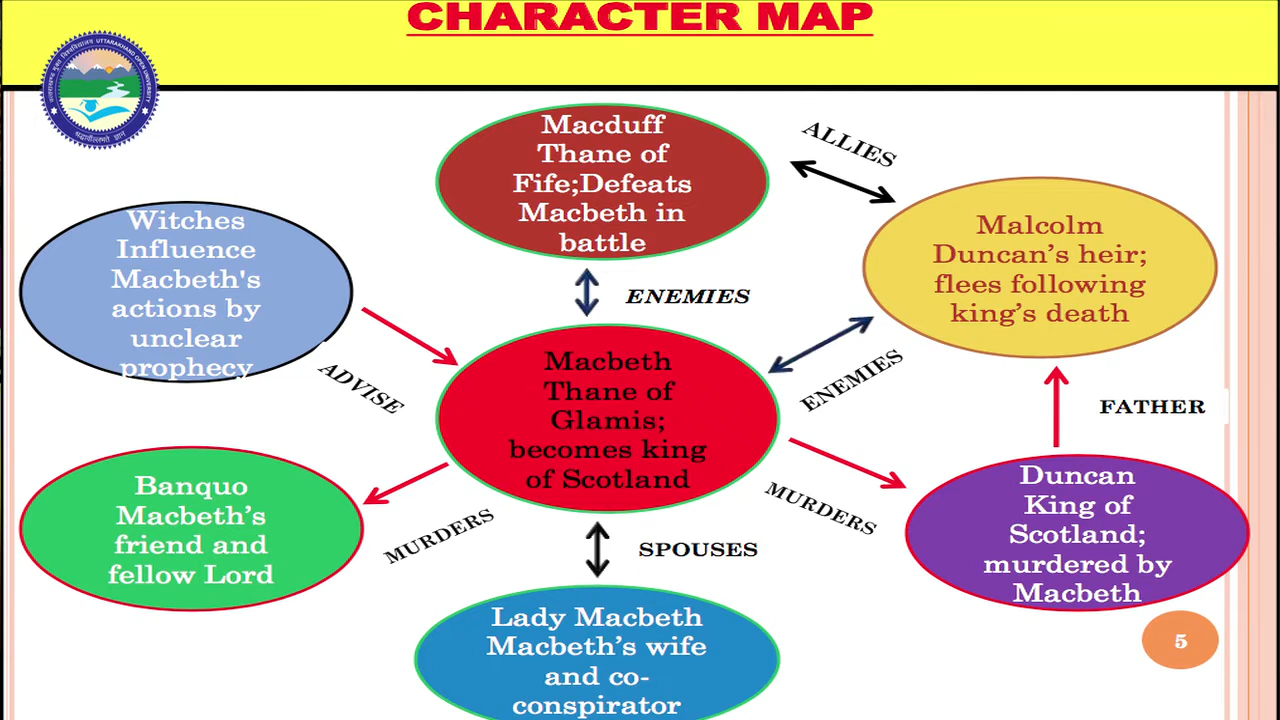 CHARACTER MAP
UTTARAKHAND OPEN UNIVERSITY
Macduff
Thane of
Fife;Defeats
Macbeth in
battle
ALLIES
Witches
Influence
Macbeth's
actions by
unclear
prophecy
Malcolm
Duncan’s heir;
flees following
king’s death
ENEMIES
ADVISE
Macbeth
Thane of
Glamis;
becomes king
of Scotland
ENEMIES
FATHER
Banquo
Macbeth’s
friend and
fellow Lord
MURDERS
MURDERS
SPOUSES
Duncan
King of
Scotland;
murdered by
Macbeth
Lady Macbeth
Macbeth’s wife
and co-
conspirator
5